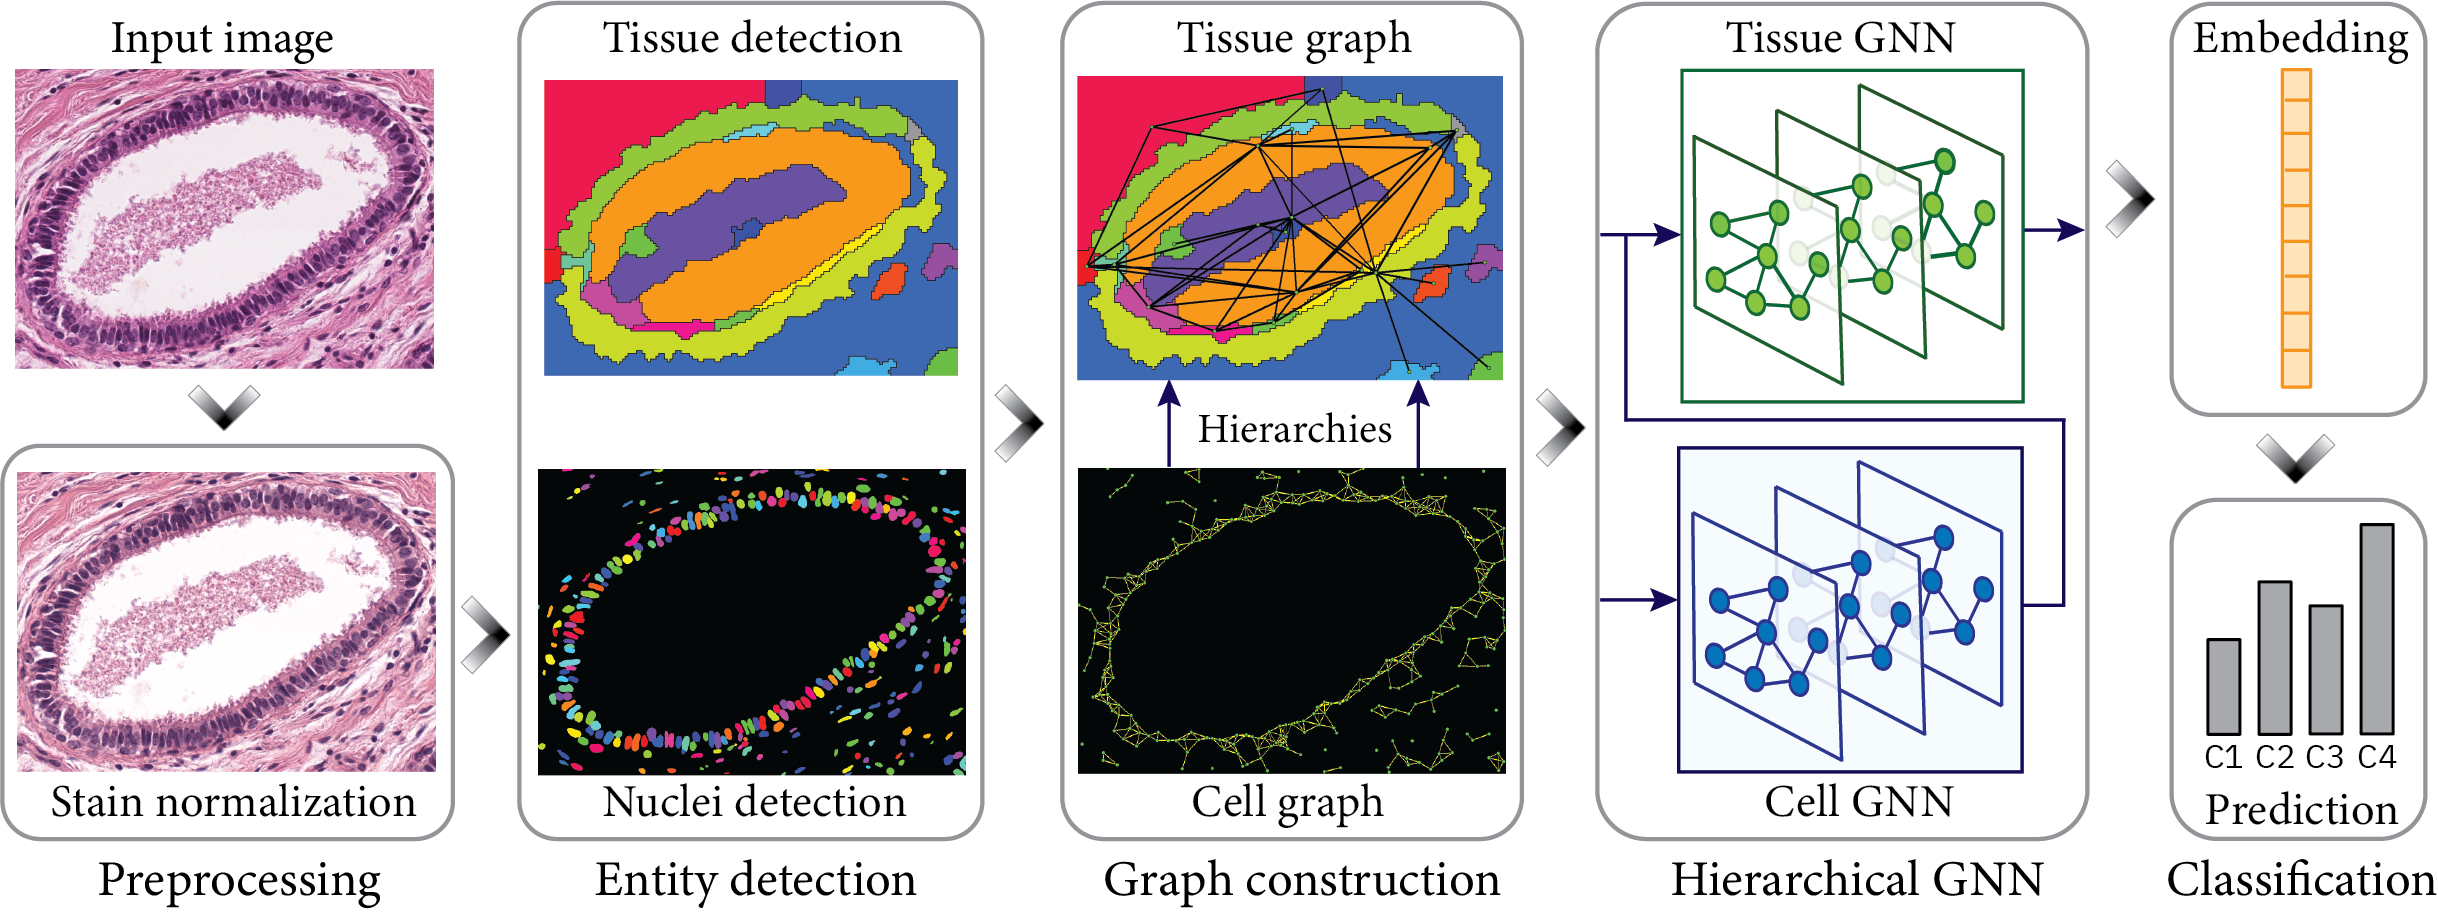 Input image
Stain normalization
Preprocessing
Tissue detection
Nuclei detection
Entity detection
Tissue graph
Hierarchies
Cell graph
Graph construction
Tissue GNN
Cell GNN
Hierarchical GNN
Embedding
C1 C2 C3 C4
Prediction
Classification